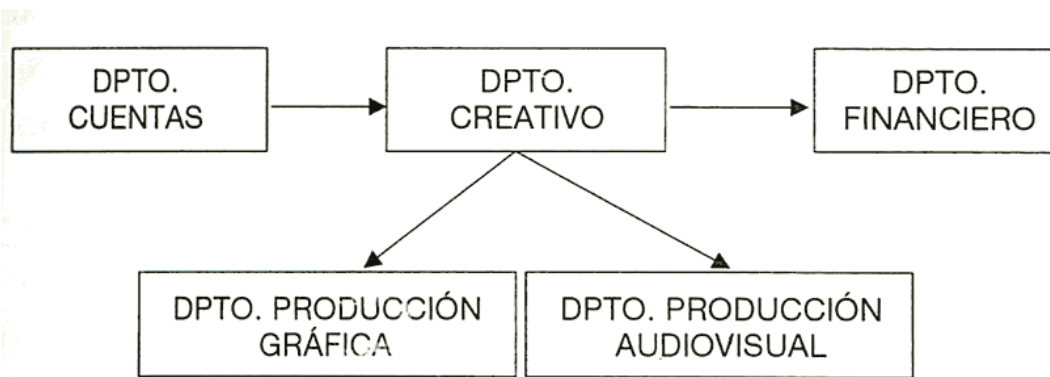 DPTO.
CUENTAS
DPTO.
CREATIVO
DPTO.
FINANCIERO
DPTO. PRODUCCIÓN
GRÁFICA
DPTO. PRODUCCIÓN
AUDIOVISUAL